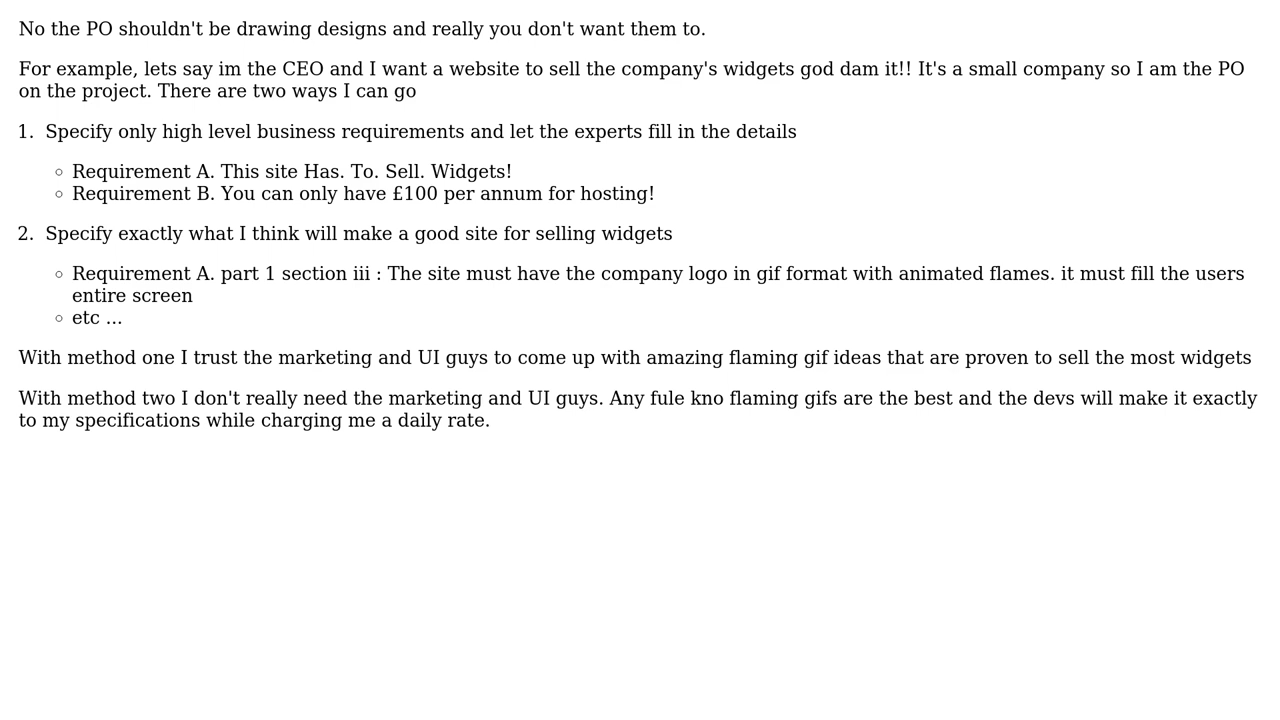 No the PO shouldn't be drawing designs and really you don't want them to.
For example, lets say im the CEO and I want a website to sell the company's widgets god dam it!! It's a small company so I am the PO
on the project. There are two ways I can go
1. Specify only high level business requirements and let the experts fill in the details
◦ Requirement A. This site Has. To. Sell. Widgets!
◦ Requirement B. You can only have £100 per annum for hosting!
2. Specify exactly what I think will make a good site for selling widgets
◦ Requirement A. part 1 section iii : The site must have the company logo in gif format with animated flames. it must fill the users
entire screen
◦ etc ...
With method one I trust the marketing and UI guys to come up with amazing flaming gif ideas that are proven to sell the most widgets
With method two I don't really need the marketing and UI guys. Any fule kno flaming gifs are the best and the devs will make it exactly
to my specifications while charging me a daily rate.